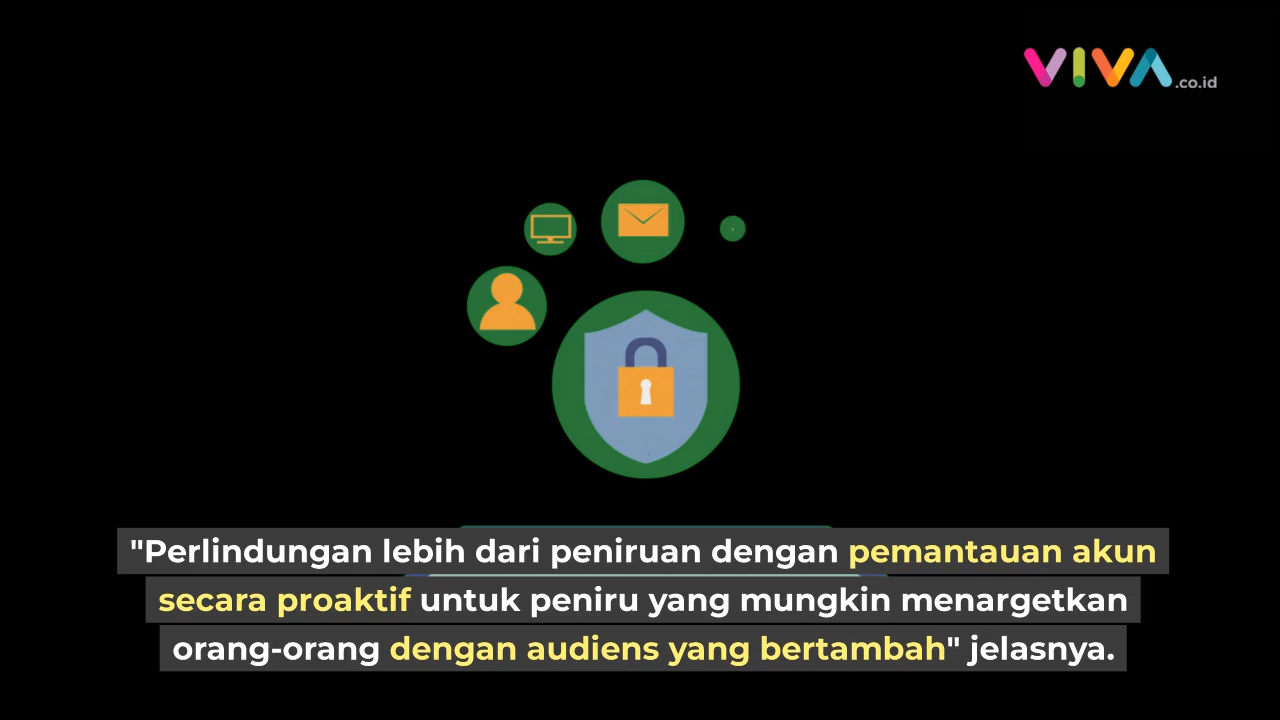 VIVA.co.id
"Perlindungan lebih dari peniruan dengan pemantauan akun
secara proaktif untuk peniru yang mungkin menargetkan
orang-orang dengan audiens yang bertambah" jelasnya.